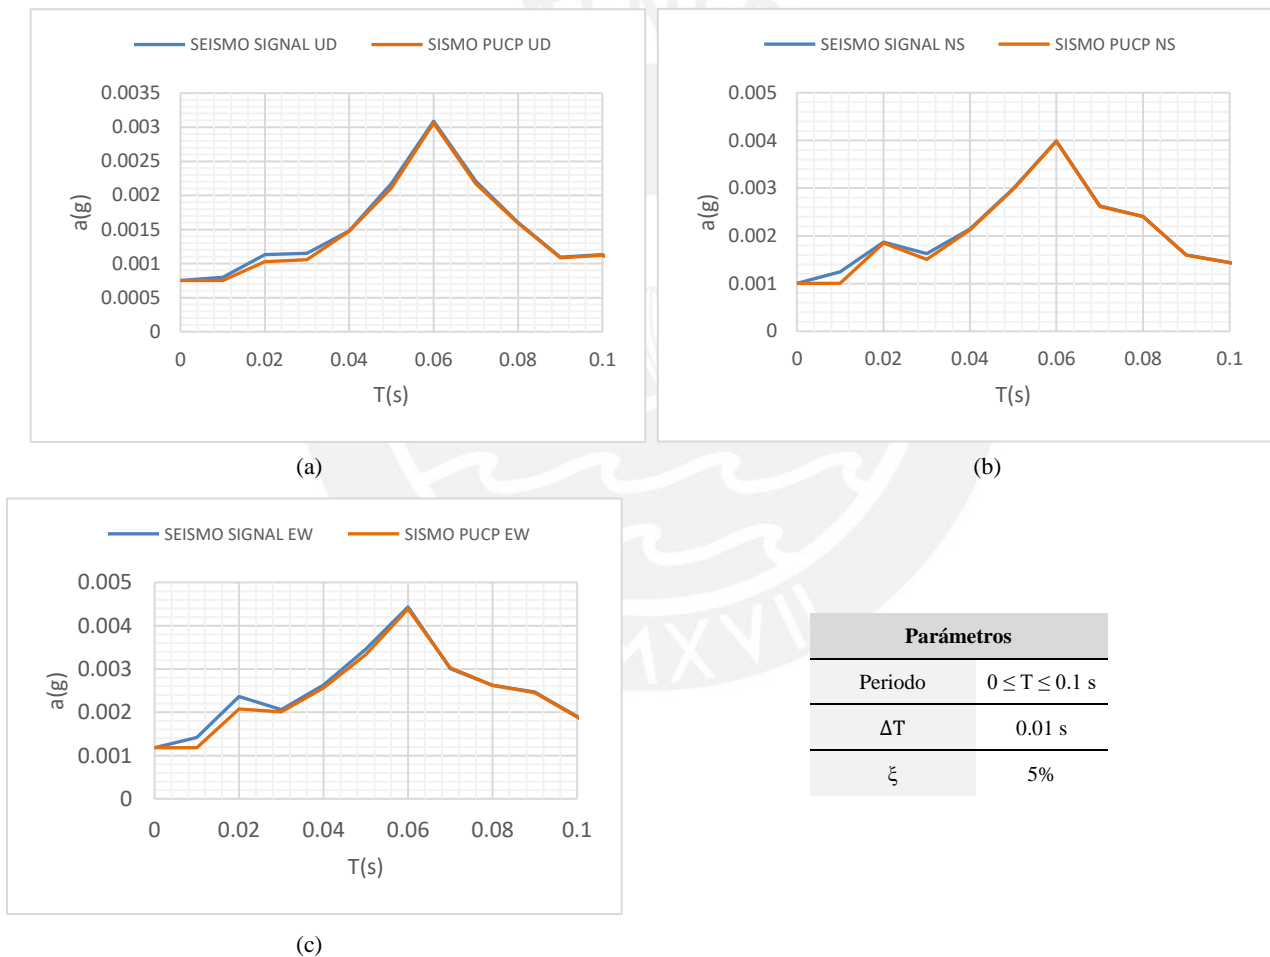 SEISMO SIGNAL UD SISMO PUCP UD
0.0035
0.003
0.0025
0.002
0.0015
0.001
0.0005
0
a(g)
0 0.02 0.04 0.06 0.08 0.1
T(s)
(a)
SEISMO SIGNAL NS SISMO PUCP NS
0.005
0.004
0.003
0.002
0.001
0
a(g)
0 0.02 0.04 0.06 0.08 0.1
T(s)
(b)
SEISMO SIGNAL EW SISMO PUCP EW
0.005
0.004
0.003
0.002
0.001
0
a(g)
0 0.02 0.04 0.06 0.08 0.1
T(s)
(c)
Parámetros
Periodo 0 ≤ T ≤ 0.1 s
ΔT 0.01 s
ξ 5%
MXVII